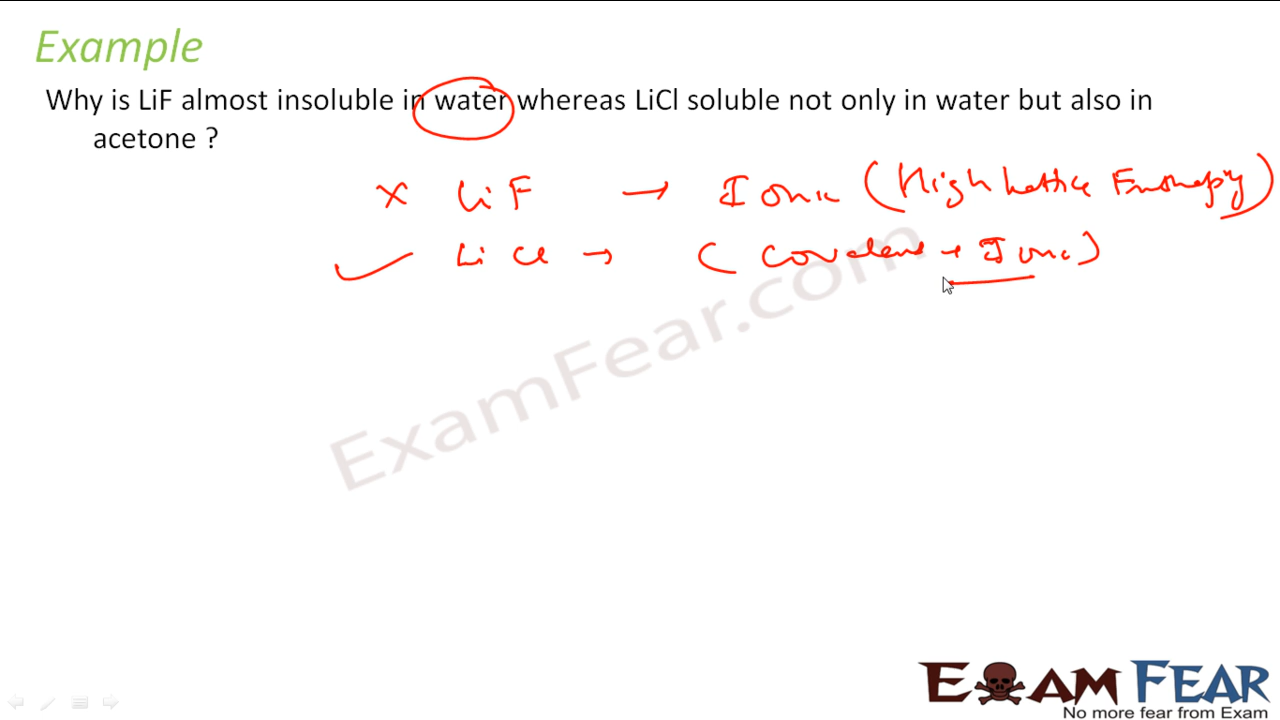 Example
Why is LiF almost insoluble in water whereas LiCl soluble not only in water but also in
acetone ?
× LiF → Ionic (High Lattice Enthalpy)
LiCl → (Covalent + Ionic)
ExamFear.com
EXAM FEAR
No more fear from Exam